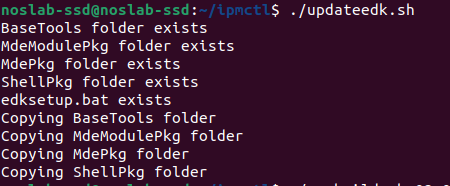 noslab-ssd@noslab-ssd:~/ipmctl$ ./updateedk.sh
BaseTools folder exists
MdeModulePkg folder exists
MdePkg folder exists
ShellPkg folder exists
edksetup.bat exists
Copying BaseTools folder
Copying MdeModulePkg folder
Copying MdePkg folder
Copying ShellPkg folder